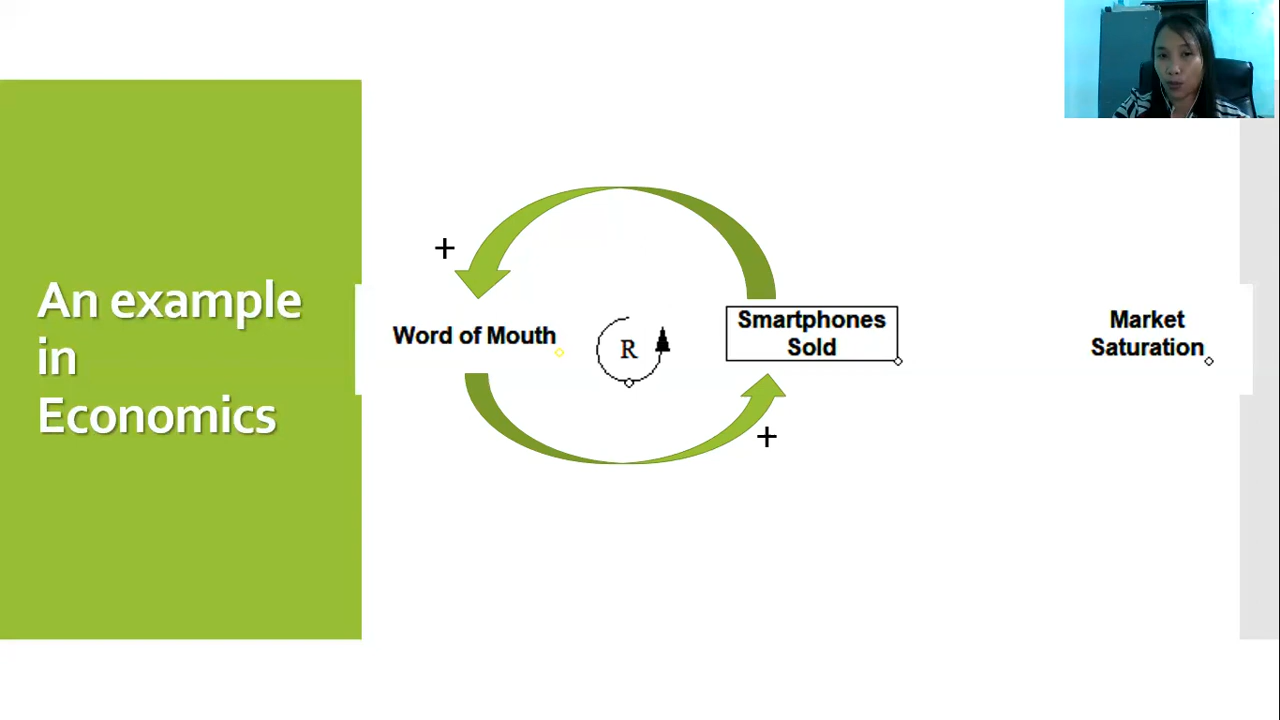 An example
in
Economics
+
Word of Mouth
R
Smartphones
Sold
Market
Saturation
+